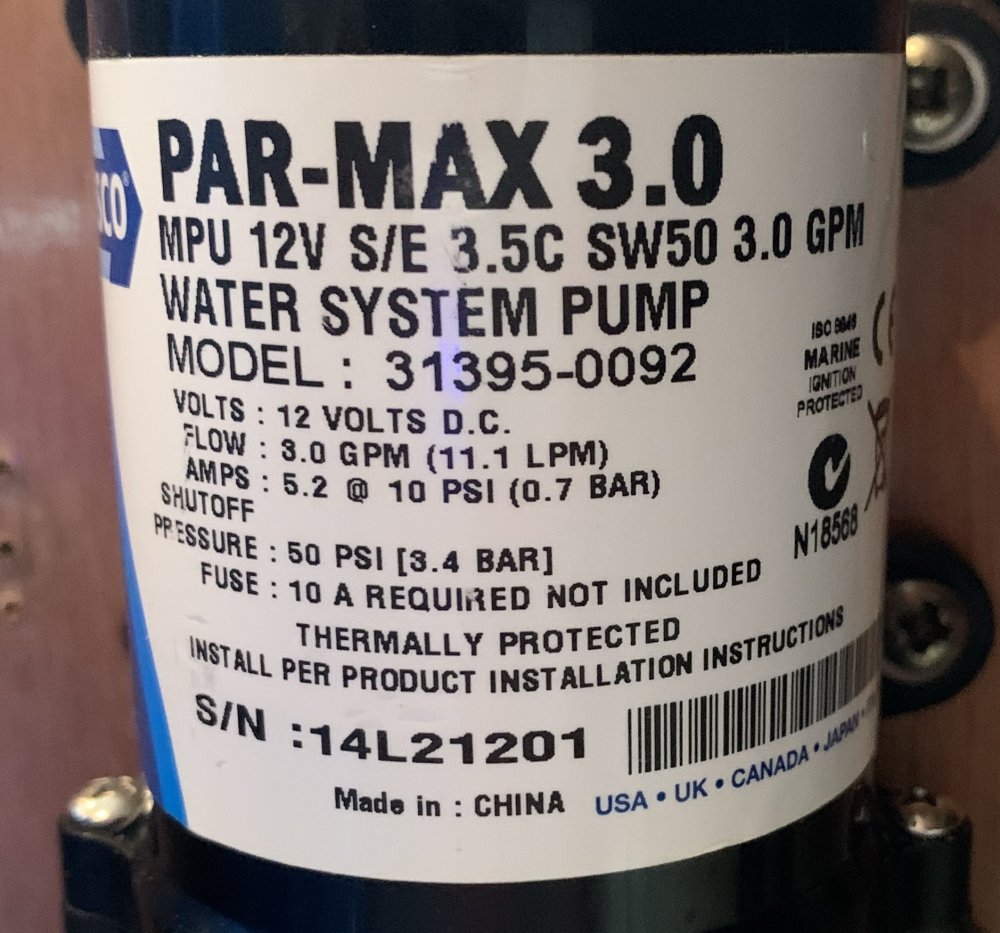 SCO®
PAR-MAX 3.0
MPU 12V S/E 3.5C SW50 3.0 GPM
WATER SYSTEM PUMP
MODEL : 31395-0092
VOLTS : 12 VOLTS D.C.
FLOW : 3.0 GPM (11.1 LPM)
AMPS : 5.2 @ 10 PSI (0.7 BAR)
SHUTOFF
PRESSURE : 50 PSI [3.4 BAR]
FUSE : 10 A REQUIRED NOT INCLUDED
THERMALLY PROTECTED
INSTALL PER PRODUCT INSTALLATION INSTRUCTIONS
S/N :14L21201
Made in : CHINA
USA • UK • CANADA • JAPAN
ISO
MARINE
IGNITION
PROTECTED
CE
N18568